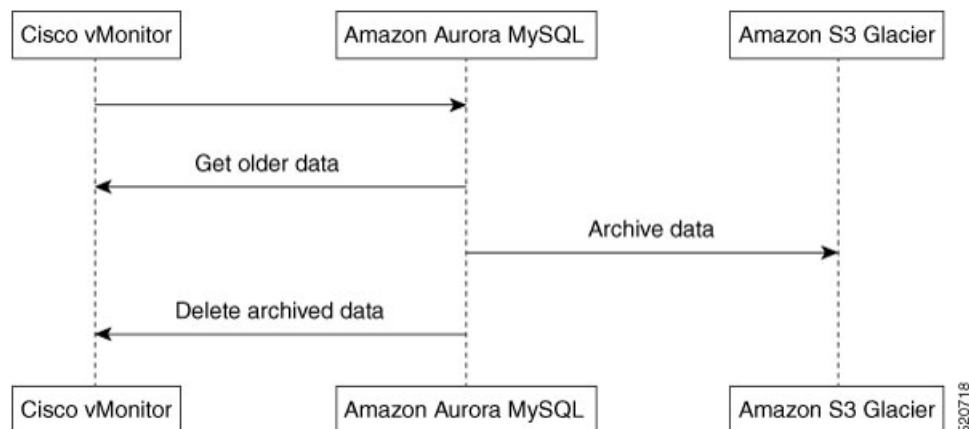 Cisco vMonitor
Amazon Aurora MySQL
Amazon S3 Glacier
Get older data
Archive data
Delete archived data
Cisco vMonitor
Amazon Aurora MySQL
Amazon S3 Glacier
520718